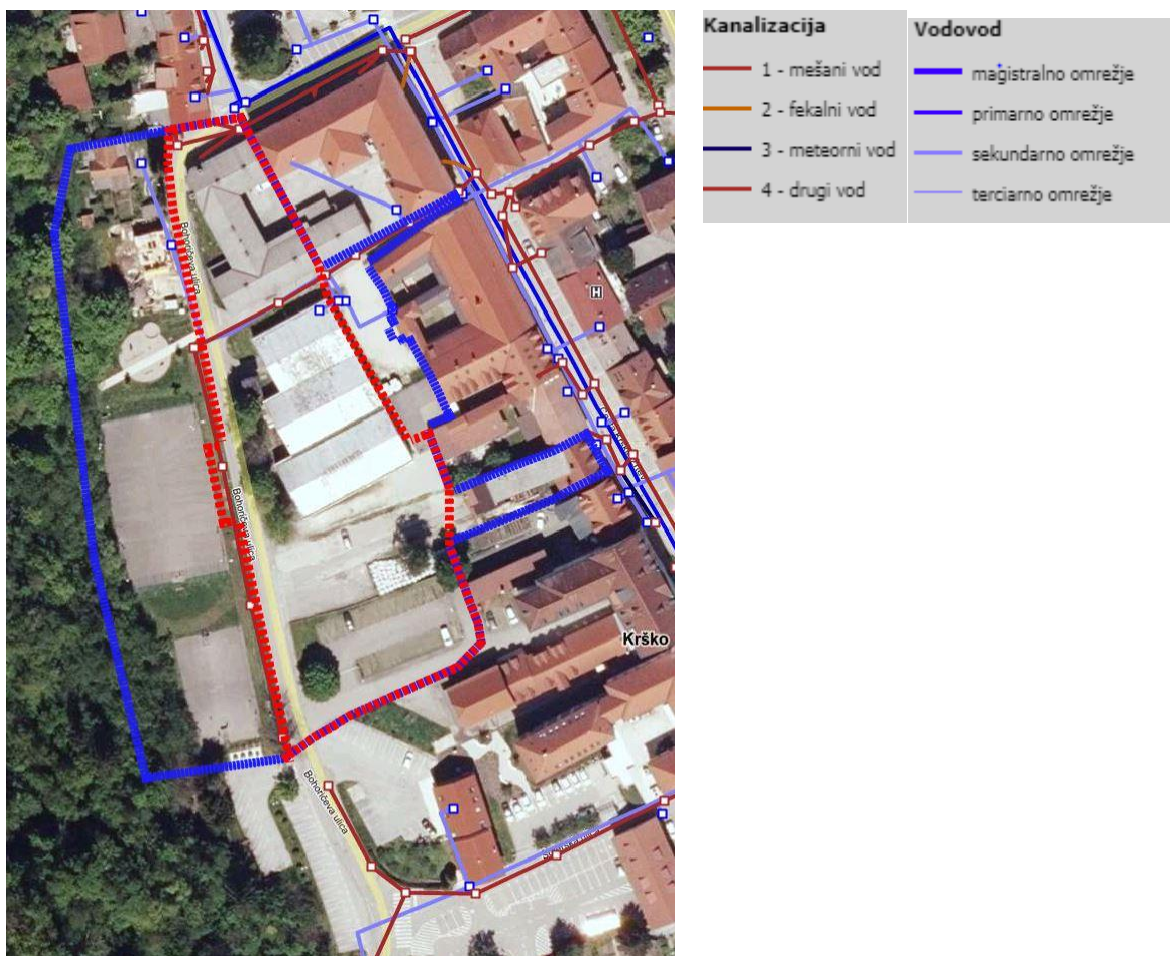 Kanalizacija
1 - mešani vod
2 - fekalni vod
3 - meteorni vod
4 - drugi vod
Vodovod
magistralno omrežje
primarno omrežje
sekundarno omrežje
terciarno omrežje
Bohoričeva ulica
Bohoričeva ulica
H
Krško
Bohoričeva ulica